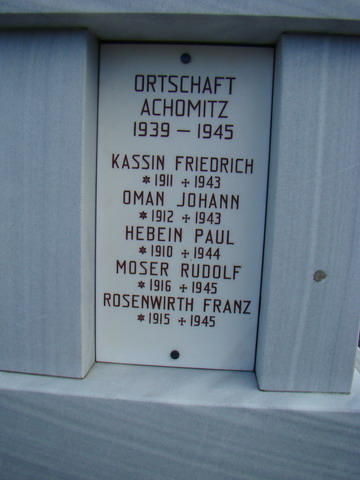 ORTSCHAFT
ACHOMITZ
1939 — 1945
KASSIN FRIEDRICH
* 1911 + 1943
OMAN JOHANN
* 1912 + 1943
HEBEIN PAUL
* 1910 + 1944
MOSER RUDOLF
* 1916 + 1945
ROSENWIRTH FRANZ
* 1915 + 1945